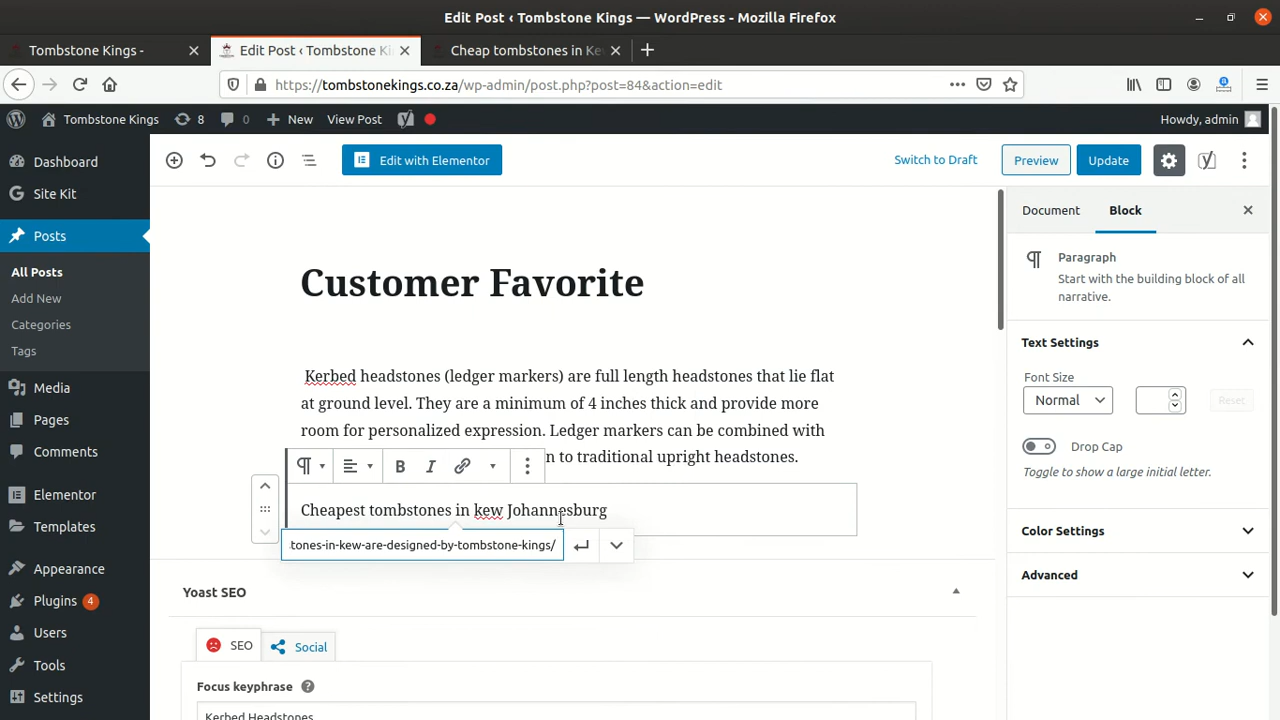 Edit Post ‹ Tombstone Kings — WordPress - Mozilla Firefox
Tombstone Kings -
Edit Post ‹ Tombstone Ki
Cheap tombstones in Ke
https://tombstonekings.co.za/wp-admin/post.php?post=84&action=edit
Tombstone Kings 8 0 New View Post
Howdy, admin
Dashboard
Site Kit
Posts
All Posts
Add New
Categories
Tags
Media
Pages
Comments
Elementor
Templates
Appearance
Plugins 4
Users
Tools
Settings
Edit with Elementor
Switch to Draft
Preview
Update
Customer Favorite
Kerbed headstones (ledger markers) are full length headstones that lie flat
at ground level. They are a minimum of 4 inches thick and provide more
room for personalized expression. Ledger markers can be combined with
n to traditional upright headstones.
Cheapest tombstones in kew Johannesburg
tones-in-kew-are-designed-by-tombstone-kings/
Yoast SEO
SEO
Social
Focus keyphrase
Kerbed Headstones
Document
Block
Paragraph
Start with the building block of all
narrative.
Text Settings
Font Size
Normal
Reset
Drop Cap
Toggle to show a large initial letter.
Color Settings
Advanced